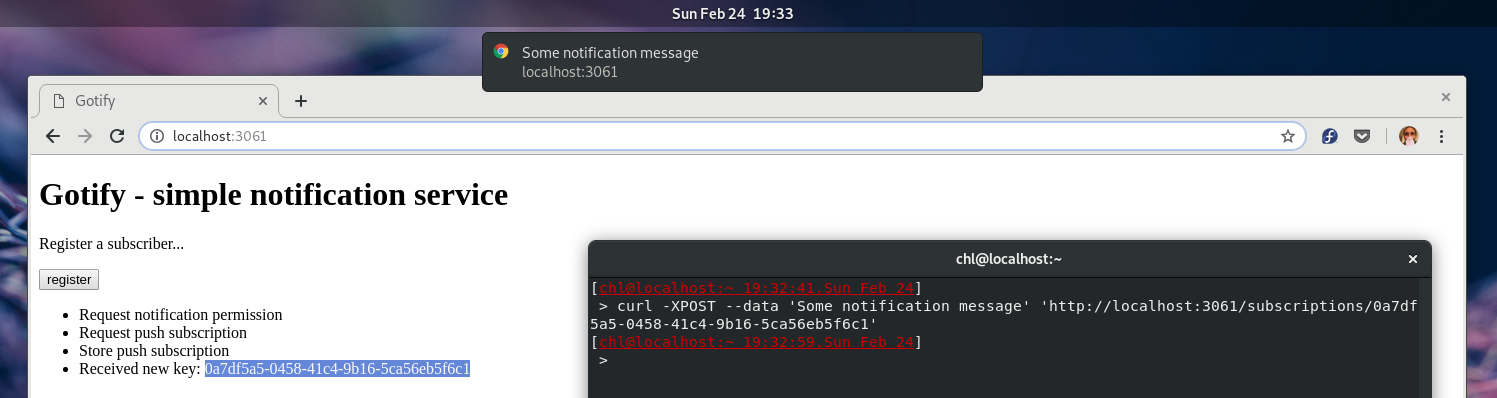 Sun Feb 24 19:33
Some notification message
localhost:3061
Gotify
localhost:3061
Gotify - simple notification service
Register a subscriber...
register
Request notification permission
Request push subscription
Store push subscription
Received new key: 0a7df5a5-0458-41c4-9b16-5ca56eb5f6c1
chl@localhost:~
[chl@localhost:~ 19:32:41.Sun Feb 24]
> curl -XPOST --data 'Some notification message' 'http://localhost:3061/subscriptions/0a7df
5a5-0458-41c4-9b16-5ca56eb5f6c1'
[chl@localhost:~ 19:32:59.Sun Feb 24]
>